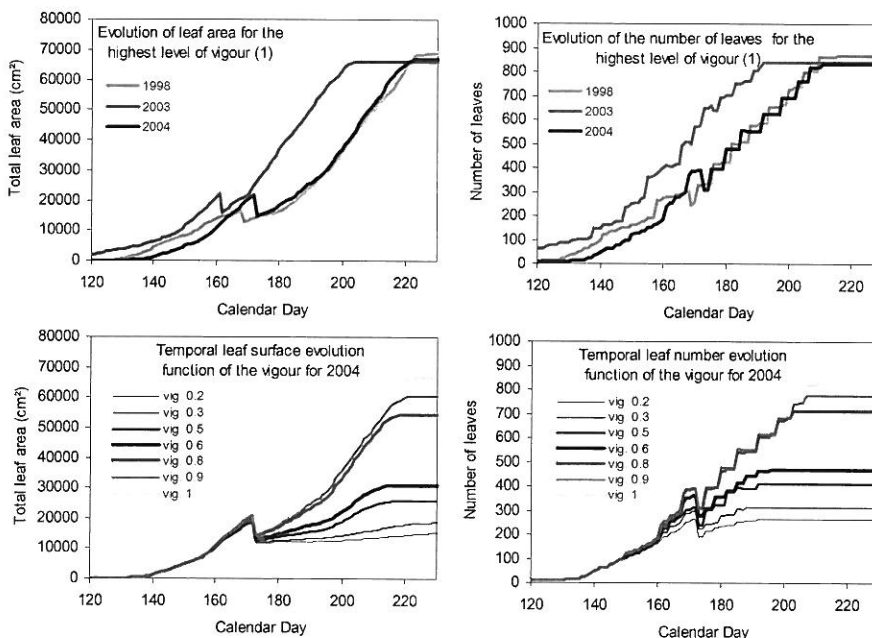 Evolution of leaf area for the
highest level of vigour (1)
1998
2003
2004
Total leaf area (cm²)
80000
70000
60000
50000
40000
30000
20000
10000
0
120 140 160 180 200 220
Calendar Day
Evolution of the number of leaves for the
highest level of vigour (1)
1998
2003
2004
Number of leaves
1000
900
800
700
600
500
400
300
200
100
0
120 140 160 180 200 220
Calendar Day
Temporal leaf surface evolution
function of the vigour for 2004
vig 0.2
vig 0.3
vig 0 5
vig 0 6
vig 0.8
vig 0 9
vig 1
Total leaf area (cm²)
80000
70000
60000
50000
40000
30000
20000
10000
0
120 140 160 180 200 220
Calendar Day
Temporal leaf number evolution
function of the vigour for 2004
vig 0.2
vig 0.3
vig 0 5
vig 0 6
vig 0.8
vig 0 9
vig 1
Number of leaves
1000
900
800
700
600
500
400
300
200
100
0
120 140 160 180 200 220
Calendar Day